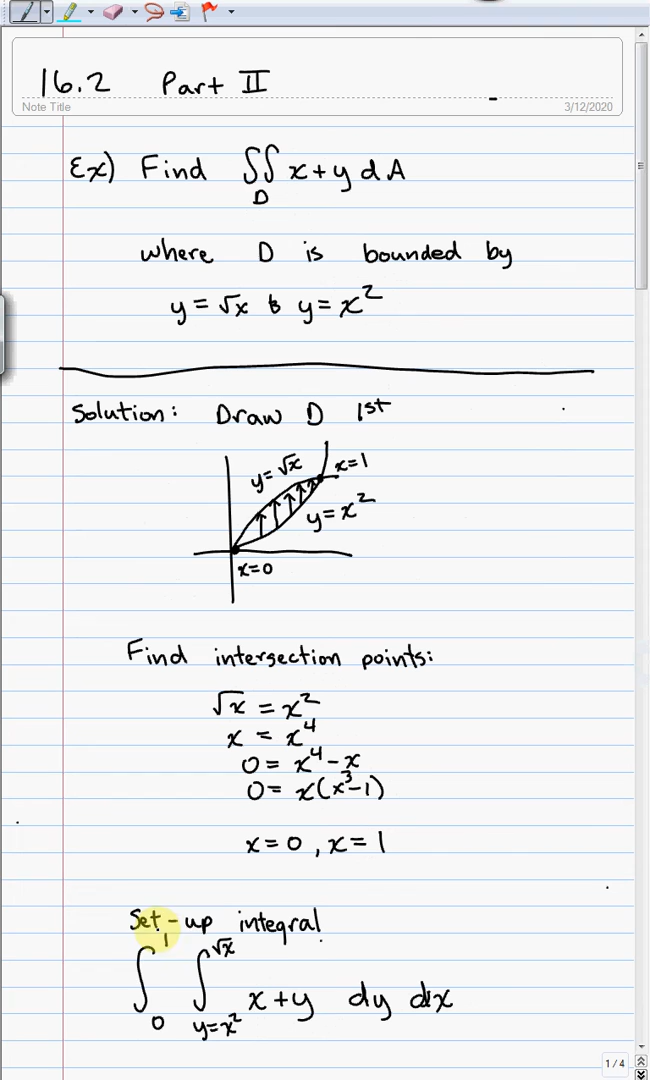 16.2 Part II
Note Title
3/12/2020
Ex) Find ∬ x+y dA
D
where D is bounded by
y = √x & y = x²
Solution: Draw D 1st
y = √x
x=1
y = x²
x=0
Find intersection points:
√x = x²
x = x⁴
0 = x⁴ - x
0 = x(x³-1)
x=0, x=1
Set-up integral
∫₀¹ ∫_{y=x²}^{√x} x+y dy dx
1/4